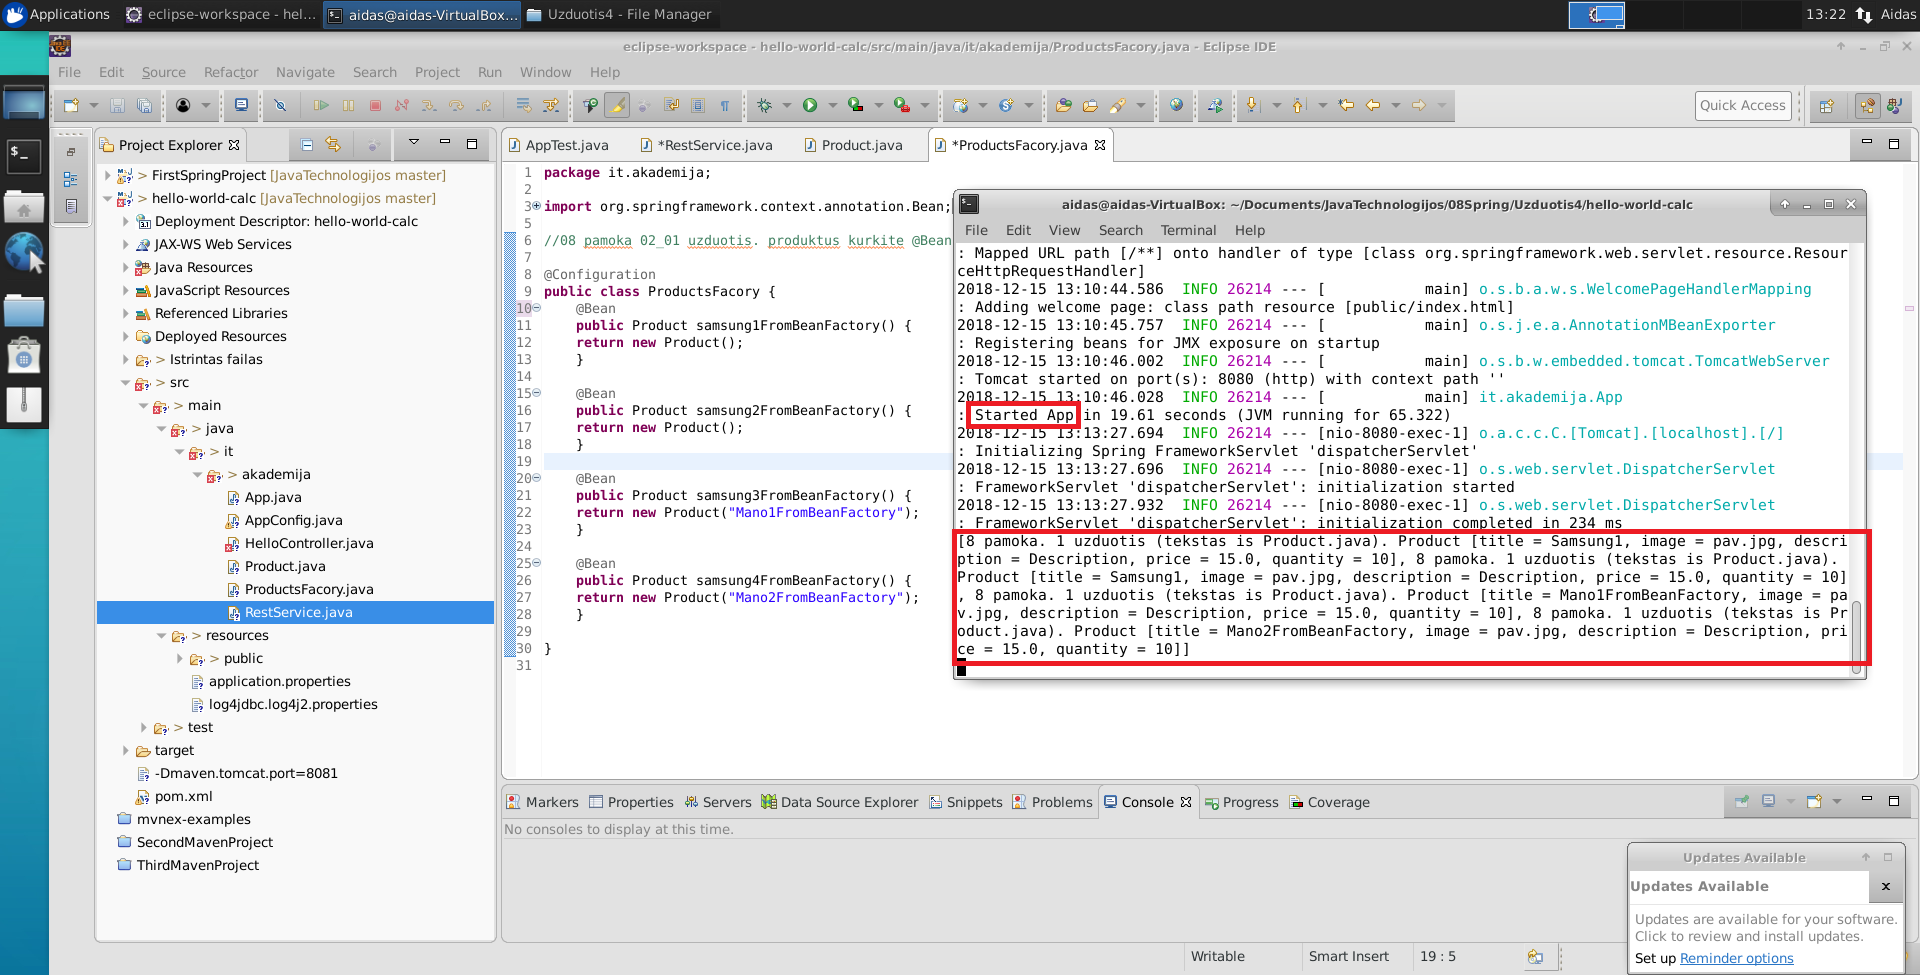 Applications
eclipse-workspace - hel...
aidas@aidas-VirtualBox...
Uzduotis4 - File Manager
13:22
Aidas
eclipse-workspace - hello-world-calc/src/main/java/it/akademija/ProductsFacory.java - Eclipse IDE
File Edit Source Refactor Navigate Search Project Run Window Help
Quick Access
Project Explorer
AppTest.java
*RestService.java
Product.java
*ProductsFacory.java
> FirstSpringProject [JavaTechnologijos master]
> hello-world-calc [JavaTechnologijos master]
Deployment Descriptor: hello-world-calc
JAX-WS Web Services
Java Resources
JavaScript Resources
Referenced Libraries
Deployed Resources
> Istrintas failas
> src
> main
> java
> it
> akademija
App.java
AppConfig.java
HelloController.java
Product.java
ProductsFacory.java
RestService.java
> resources
> public
application.properties
log4jdbc.log4j2.properties
> test
target
-Dmaven.tomcat.port=8081
pom.xml
mvnex-examples
SecondMavenProject
ThirdMavenProject
1 package it.akademija;
2
3 import org.springframework.context.annotation.Bean;
5
6 //08 pamoka 02_01 uzduotis. produktus kurkite @Bean
7
8 @Configuration
9 public class ProductsFacory {
10 @Bean
11 public Product samsung1FromBeanFactory() {
12 return new Product();
13 }
14
15 @Bean
16 public Product samsung2FromBeanFactory() {
17 return new Product();
18 }
19
20 @Bean
21 public Product samsung3FromBeanFactory() {
22 return new Product("Mano1FromBeanFactory");
23 }
24
25 @Bean
26 public Product samsung4FromBeanFactory() {
27 return new Product("Mano2FromBeanFactory");
28 }
29
30 }
31
aidas@aidas-VirtualBox: ~/Documents/JavaTechnologijos/08Spring/Uzduotis4/hello-world-calc
File Edit View Search Terminal Help
: Mapped URL path [/**] onto handler of type [class org.springframework.web.servlet.resource.Resour
ceHttpRequestHandler]
2018-12-15 13:10:44.586 INFO 26214 --- [ main] o.s.b.a.w.s.WelcomePageHandlerMapping
: Adding welcome page: class path resource [public/index.html]
2018-12-15 13:10:45.757 INFO 26214 --- [ main] o.s.j.e.a.AnnotationMBeanExporter
: Registering beans for JMX exposure on startup
2018-12-15 13:10:46.002 INFO 26214 --- [ main] o.s.b.w.embedded.tomcat.TomcatWebServer
: Tomcat started on port(s): 8080 (http) with context path ''
2018-12-15 13:10:46.028 INFO 26214 --- [ main] it.akademija.App
: Started App in 19.61 seconds (JVM running for 65.322)
2018-12-15 13:13:27.694 INFO 26214 --- [nio-8080-exec-1] o.a.c.c.C.[Tomcat].[localhost].[/]
: Initializing Spring FrameworkServlet 'dispatcherServlet'
2018-12-15 13:13:27.696 INFO 26214 --- [nio-8080-exec-1] o.s.web.servlet.DispatcherServlet
: FrameworkServlet 'dispatcherServlet': initialization started
2018-12-15 13:13:27.932 INFO 26214 --- [nio-8080-exec-1] o.s.web.servlet.DispatcherServlet
: FrameworkServlet 'dispatcherServlet': initialization completed in 234 ms
[8 pamoka. 1 uzduotis (tekstas is Product.java). Product [title = Samsung1, image = pav.jpg, descri
ption = Description, price = 15.0, quantity = 10], 8 pamoka. 1 uzduotis (tekstas is Product.java).
Product [title = Samsung1, image = pav.jpg, description = Description, price = 15.0, quantity = 10]
, 8 pamoka. 1 uzduotis (tekstas is Product.java). Product [title = Mano1FromBeanFactory, image = pa
v.jpg, description = Description, price = 15.0, quantity = 10], 8 pamoka. 1 uzduotis (tekstas is Pr
oduct.java). Product [title = Mano2FromBeanFactory, image = pav.jpg, description = Description, pri
ce = 15.0, quantity = 10]]
Markers Properties Servers Data Source Explorer Snippets Problems Console Progress Coverage
No consoles to display at this time.
Updates Available
Updates Available
Updates are available for your software.
Click to review and install updates.
Set up Reminder options
Writable
Smart Insert
19 : 5